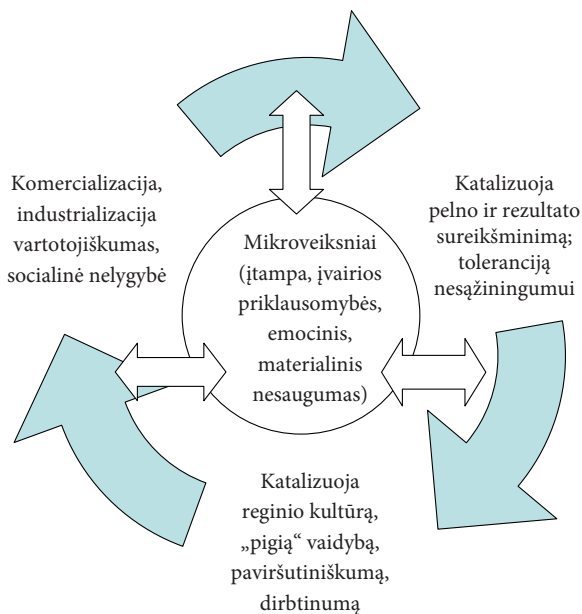 Komercializacija,
industrializacija
vartotojiškumas,
socialinė nelygybė
Mikroveiksniai
(įtampa, įvairios
priklausomybės,
emocinis,
materialinis
nesaugumas)
Katalizuoja
pelno ir rezultato
sureikšminimą;
toleranciją
nesąžiningumui
Katalizuoja
reginio kultūrą,
„pigią“ vaidybą,
paviršutiniškumą,
dirbtinumą